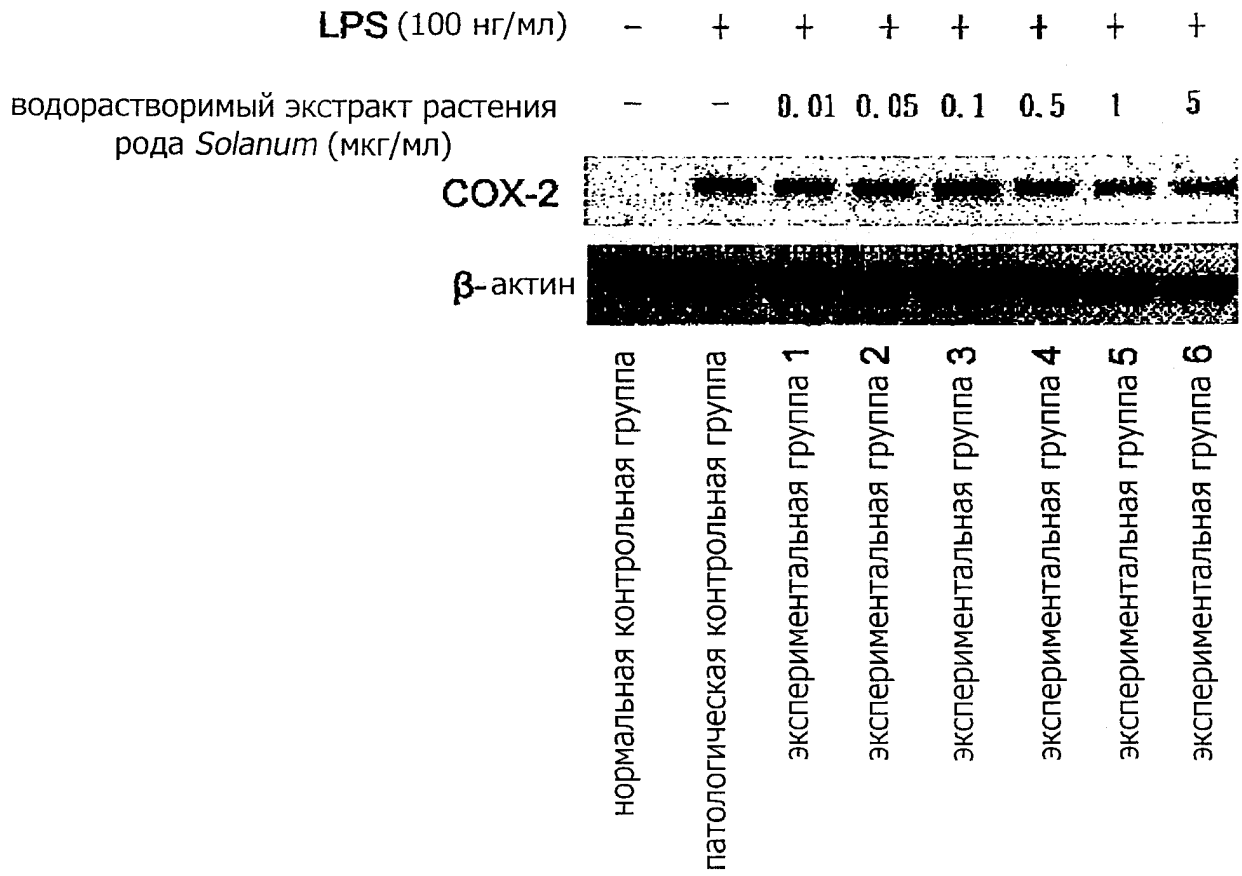 LPS (100 нг/мл) – + + + + + + +
водорастворимый экстракт растения
рода Solanum (мкг/мл) – – 0.01 0.05 0.1 0.5 1 5
COX-2
β-актин
нормальная контрольная группа
патологическая контрольная группа
экспериментальная группа 1
экспериментальная группа 2
экспериментальная группа 3
экспериментальная группа 4
экспериментальная группа 5
экспериментальная группа 6